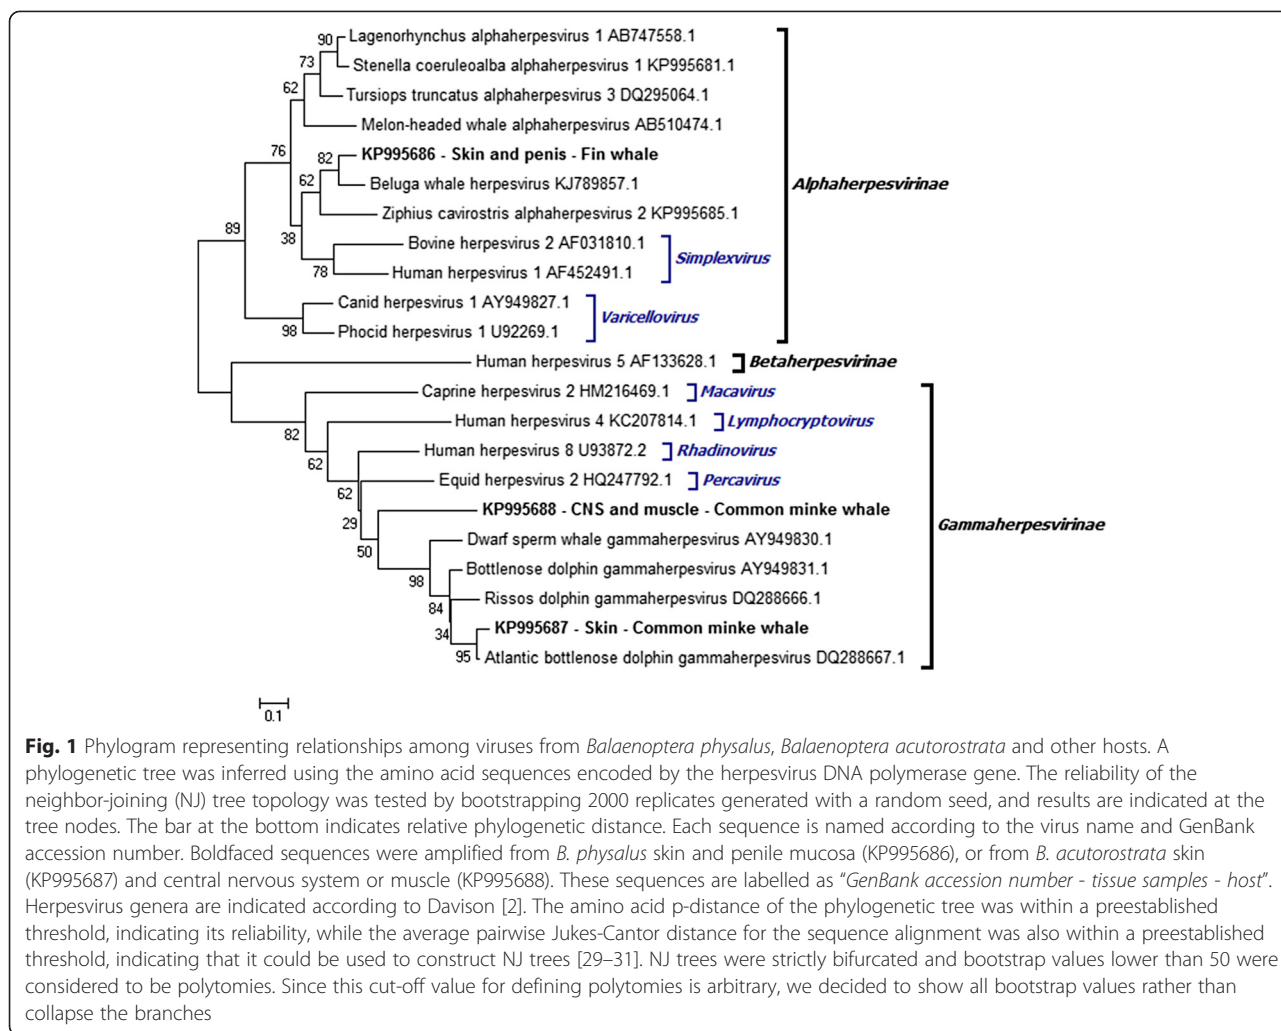 90
Lagenorhynchus alphaherpesvirus 1 AB747558.1
73
Stenella coeruleoalba alphaherpesvirus 1 KP995681.1
62
Tursiops truncatus alphaherpesvirus 3 DQ295064.1
Melon-headed whale alphaherpesvirus AB510474.1
76
82
KP995686 - Skin and penis - Fin whale
62
Beluga whale herpesvirus KJ789857.1
Alphaherpesvirinae
Ziphius cavirostris alphaherpesvirus 2 KP995685.1
89
38
Bovine herpesvirus 2 AF031810.1
Simplexvirus
78
Human herpesvirus 1 AF452491.1
Canid herpesvirus 1 AY949827.1
Varicellovirus
98
Phocid herpesvirus 1 U92269.1
Human herpesvirus 5 AF133628.1
Betaherpesvirinae
Caprine herpesvirus 2 HM216469.1
Macavirus
82
Human herpesvirus 4 KC207814.1
Lymphocryptovirus
62
Human herpesvirus 8 U93872.2
Rhadinovirus
62
Equid herpesvirus 2 HQ247792.1
Percavirus
29
KP995688 - CNS and muscle - Common minke whale
Gammaherpesvirinae
50
Dwarf sperm whale gammaherpesvirus AY949830.1
98
Bottlenose dolphin gammaherpesvirus AY949831.1
84
Rissos dolphin gammaherpesvirus DQ288666.1
34
KP995687 - Skin - Common minke whale
95
Atlantic bottlenose dolphin gammaherpesvirus DQ288667.1
0.1
Fig. 1 Phylogram representing relationships among viruses from Balaenoptera physalus, Balaenoptera acutorostrata and other hosts. A
phylogenetic tree was inferred using the amino acid sequences encoded by the herpesvirus DNA polymerase gene. The reliability of the
neighbor-joining (NJ) tree topology was tested by bootstrapping 2000 replicates generated with a random seed, and results are indicated at the
tree nodes. The bar at the bottom indicates relative phylogenetic distance. Each sequence is named according to the virus name and GenBank
accession number. Boldfaced sequences were amplified from B. physalus skin and penile mucosa (KP995686), or from B. acutorostrata skin
(KP995687) and central nervous system or muscle (KP995688). These sequences are labelled as "GenBank accession number - tissue samples - host".
Herpesvirus genera are indicated according to Davison [2]. The amino acid p-distance of the phylogenetic tree was within a preestablished
threshold, indicating its reliability, while the average pairwise Jukes-Cantor distance for the sequence alignment was also within a preestablished
threshold, indicating that it could be used to construct NJ trees [29–31]. NJ trees were strictly bifurcated and bootstrap values lower than 50 were
considered to be polytomies. Since this cut-off value for defining polytomies is arbitrary, we decided to show all bootstrap values rather than
collapse the branches